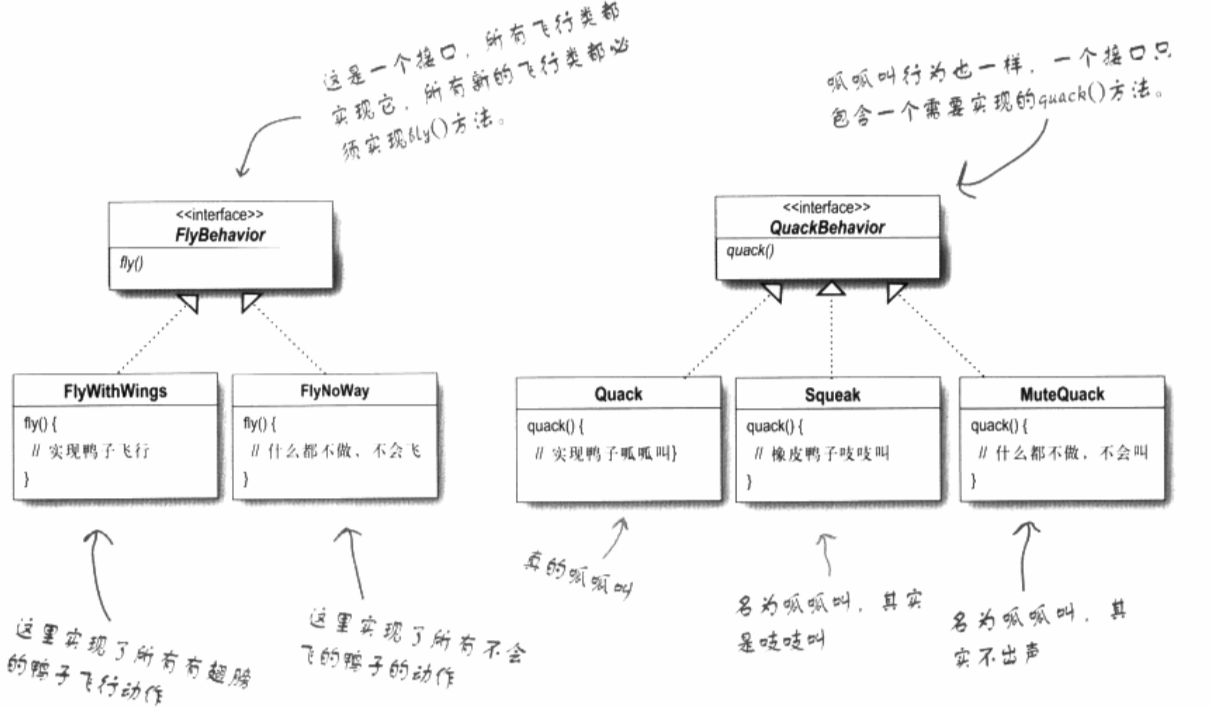 这是一个接口，所有飞行类都
实现它，所有新的飞行类都必
须实现fly()方法。
呱呱叫行为也一样，一个接口只
包含一个需要实现的quack()方法。
<<interface>>
FlyBehavior
fly()
<<interface>>
QuackBehavior
quack()
FlyWithWings
fly() {
// 实现鸭子飞行
}
FlyNoWay
fly() {
// 什么都不做，不会飞
}
Quack
quack() {
// 实现鸭子呱呱叫}
Squeak
quack() {
// 橡皮鸭子吱吱叫
}
MuteQuack
quack() {
// 什么都不做，不会叫
}
这里实现了所有有翅膀
的鸭子飞行动作
这里实现了所有不会
飞的鸭子的动作
真的呱呱叫
名为呱呱叫，其实
是吱吱叫
名为呱呱叫，其
实不出声